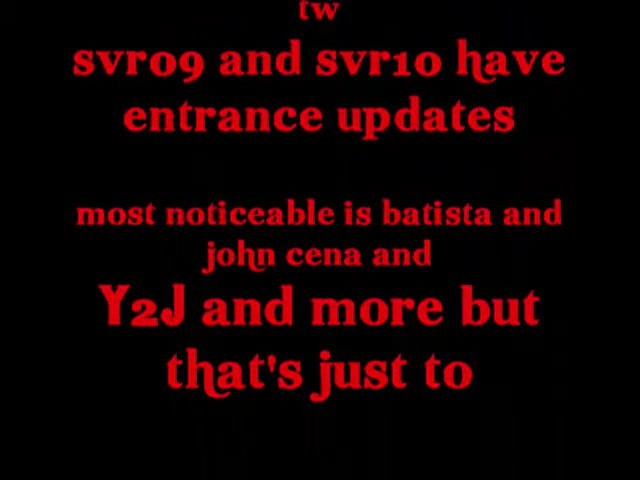 tw
svr09 and svr10 have
entrance updates
most noticeable is batista and
john cena and
Y2J and more but
that's just to